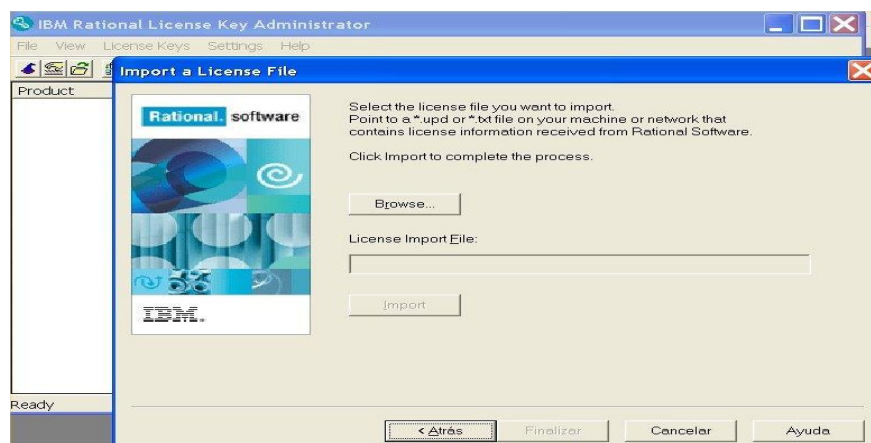 IBM Rational License Key Administrator
File View License Keys Settings Help
Import a License File
Product
Rational. software
Select the license file you want to import.
Point to a *.upd or *.txt file on your machine or network that
contains license information received from Rational Software.
Click Import to complete the process.
Browse...
License Import File:
Import
IBM.
Ready
< Atrás Finalizar Cancelar Ayuda